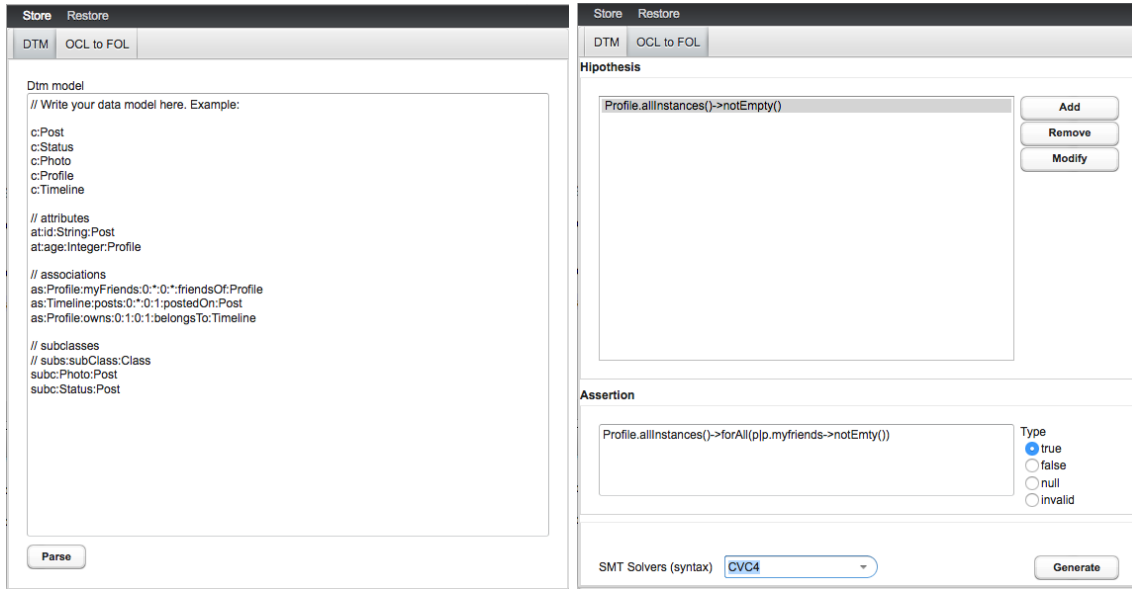 Store Restore
DTM OCL to FOL
Dtm model
// Write your data model here. Example:
c:Post
c:Status
c:Photo
c:Profile
c:Timeline
// attributes
at:id:String:Post
at:age:Integer:Profile
// associations
as:Profile:myFriends:0:*:0:*:friendsOf:Profile
as:Timeline:posts:0:*:0:1:postedOn:Post
as:Profile:owns:0:1:0:1:belongsTo:Timeline
// subclasses
// subs:subClass:Class
subc:Photo:Post
subc:Status:Post
Parse
Store Restore
DTM OCL to FOL
Hipothesis
Profile.allInstances()->notEmpty()
Add
Remove
Modify
Assertion
Profile.allInstances()->forAll(p|p.myfriends->notEmty())
Type
true
false
null
invalid
SMT Solvers (syntax) CVC4
Generate